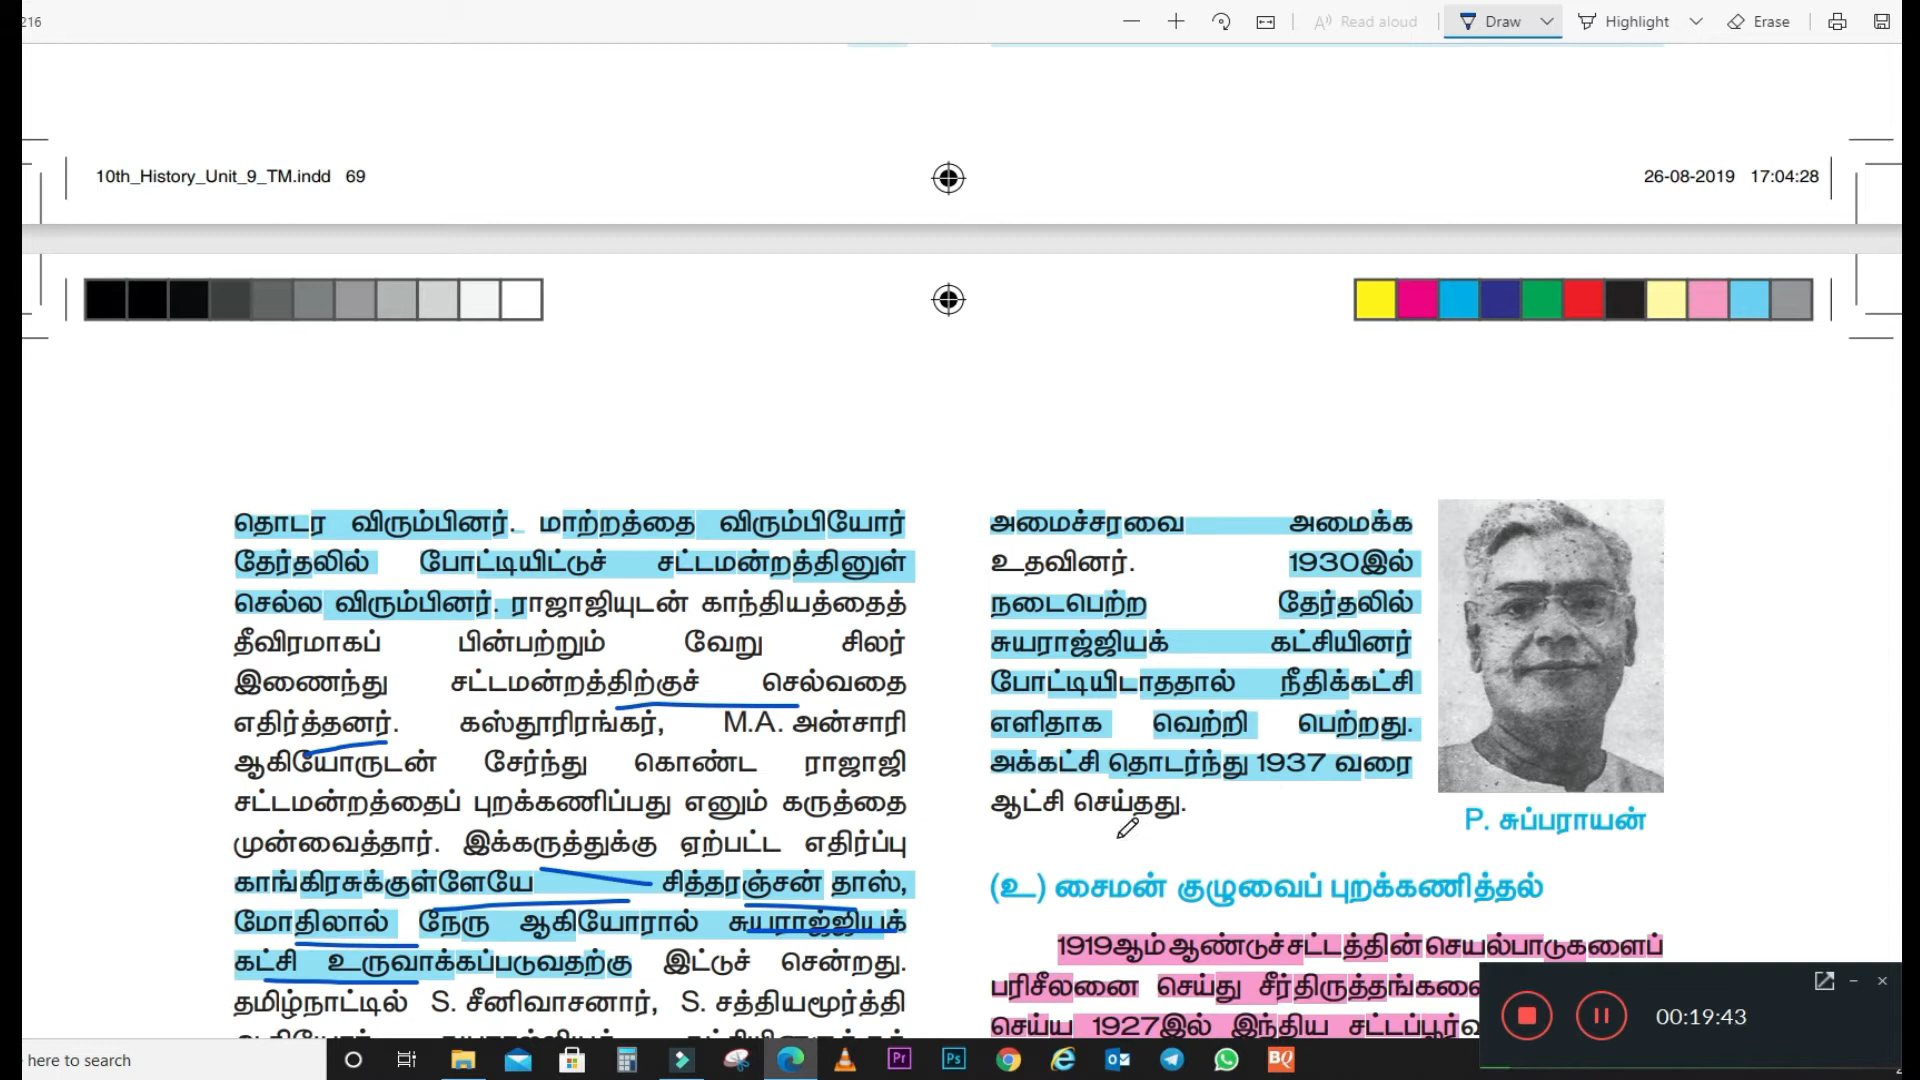 216
Read aloud
Draw
Highlight
Erase
10th_History_Unit_9_TM.indd 69
26-08-2019 17:04:28
தொடர விரும்பினர். மாற்றத்தை விரும்பியோர்
தேர்தலில் போட்டியிட்டுச் சட்டமன்றத்தினுள்
செல்ல விரும்பினர். ராஜாஜியுடன் காந்தியத்தைத்
தீவிரமாகப் பின்பற்றும் வேறு சிலர்
இணைந்து சட்டமன்றத்திற்குச் செல்வதை
எதிர்த்தனர். கஸ்தூரிரங்கர், M.A. அன்சாரி
ஆகியோருடன் சேர்ந்து கொண்ட ராஜாஜி
சட்டமன்றத்தைப் புறக்கணிப்பது எனும் கருத்தை
முன்வைத்தார். இக்கருத்துக்கு ஏற்பட்ட எதிர்ப்பு
காங்கிரசுக்குள்ளேயே சித்தரஞ்சன் தாஸ்,
மோதிலால் நேரு ஆகியோரால் சுயராஜ்ஜியக்
கட்சி உருவாக்கப்படுவதற்கு இட்டுச் சென்றது.
தமிழ்நாட்டில் S. சீனிவாசனார், S. சத்தியமூர்த்தி
அமைச்சரவை அமைக்க
உதவினர். 1930இல்
நடைபெற்ற தேர்தலில்
சுயராஜ்ஜியக் கட்சியினர்
போட்டியிடாததால் நீதிக்கட்சி
எளிதாக வெற்றி பெற்றது.
அக்கட்சி தொடர்ந்து 1937 வரை
ஆட்சி செய்தது.
P. சுப்பராயன்
(உ) சைமன் குழுவைப் புறக்கணித்தல்
1919ஆம் ஆண்டுச் சட்டத்தின் செயல்பாடுகளைப்
பரிசீலனை செய்து சீர்திருத்தங்களை
செய்ய 1927இல் இந்திய சட்டப்பூர்வ
00:19:43
here to search